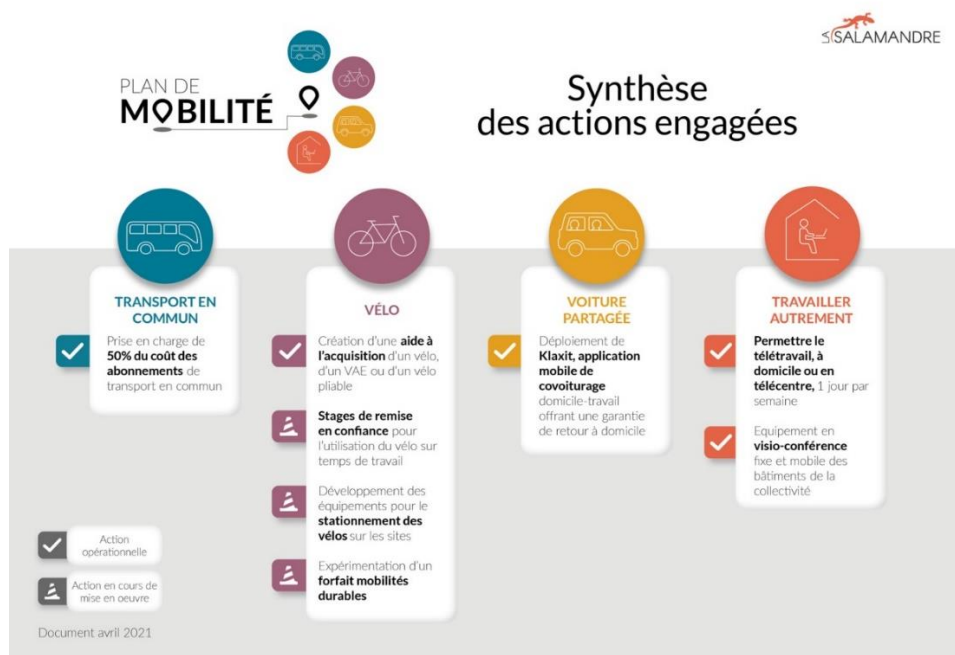 LA SALAMANDRE
PLAN DE
MOBILITÉ
Synthèse
des actions engagées
TRANSPORT EN
COMMUN
Prise en charge de
50% du coût des
abonnements de
transport en commun
VÉLO
Création d'une aide à
l'acquisition d'un vélo,
d'un VAE ou d'un vélo
pliable
Stages de remise
en confiance pour
l'utilisation du vélo sur
temps de travail
Développement des
équipements pour le
stationnement des
vélos sur les sites
Expérimentation d'un
forfait mobilités
durables
VOITURE
PARTAGÉE
Déploiement de
Klaxit, application
mobile de
covoiturage
domicile-travail
offrant une garantie
de retour à domicile
TRAVAILLER
AUTREMENT
Permettre le
télétravail, à
domicile ou en
télécentre, 1 jour par
semaine
Equipement en
visio-conférence
fixe et mobile des
bâtiments de la
collectivité
Action
opérationnelle
Action en cours de
mise en oeuvre
Document avril 2021